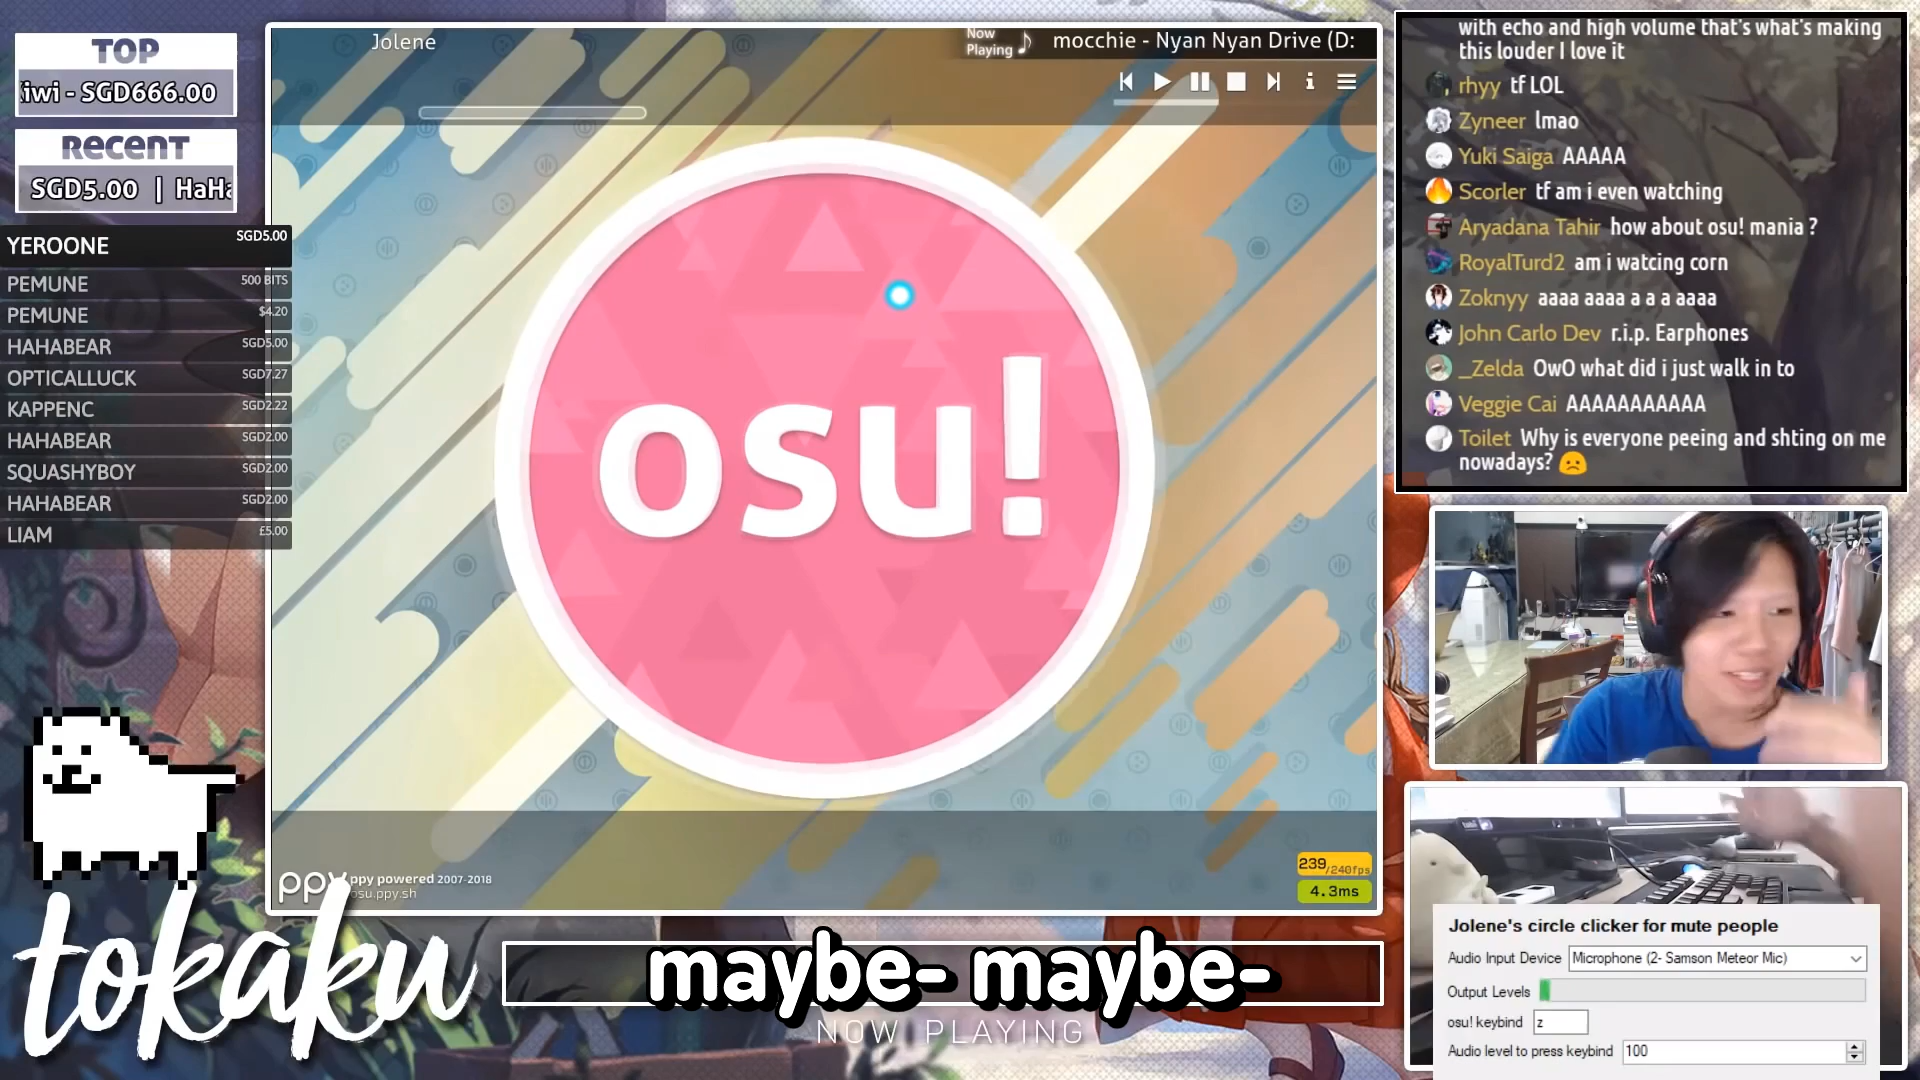 TOP
iwi - SGD666.00
RECENT
SGD5.00 | HaHa
YEROONE SGD5.00
PEMUNE 500 BITS
PEMUNE $4.20
HAHABEAR SGD5.00
OPTICALLUCK SGD7.27
KAPPENC SGD2.22
HAHABEAR SGD2.00
SQUASHYBOY SGD2.00
HAHABEAR SGD2.00
LIAM £5.00
tokaku
Jolene
Now Playing
mocchie - Nyan Nyan Drive (D:
osu!
ppy
ppy powered 2007-2018
osu.ppy.sh
239/240fps
4.3ms
maybe- maybe-
NOW PLAYING
with echo and high volume that's what's making
this louder I love it
rhyy tf LOL
Zyneer lmao
Yuki Saiga AAAAA
Scorler tf am i even watching
Aryadana Tahir how about osu! mania ?
RoyalTurd2 am i watcing corn
Zoknyy aaaa aaaa a a a aaaa
John Carlo Dev r.i.p. Earphones
_Zelda OwO what did i just walk in to
Veggie Cai AAAAAAAAAAA
Toilet Why is everyone peeing and shting on me
nowadays?
Jolene's circle clicker for mute people
Audio Input Device Microphone (2- Samson Meteor Mic)
Output Levels
osu! keybind z
Audio level to press keybind 100